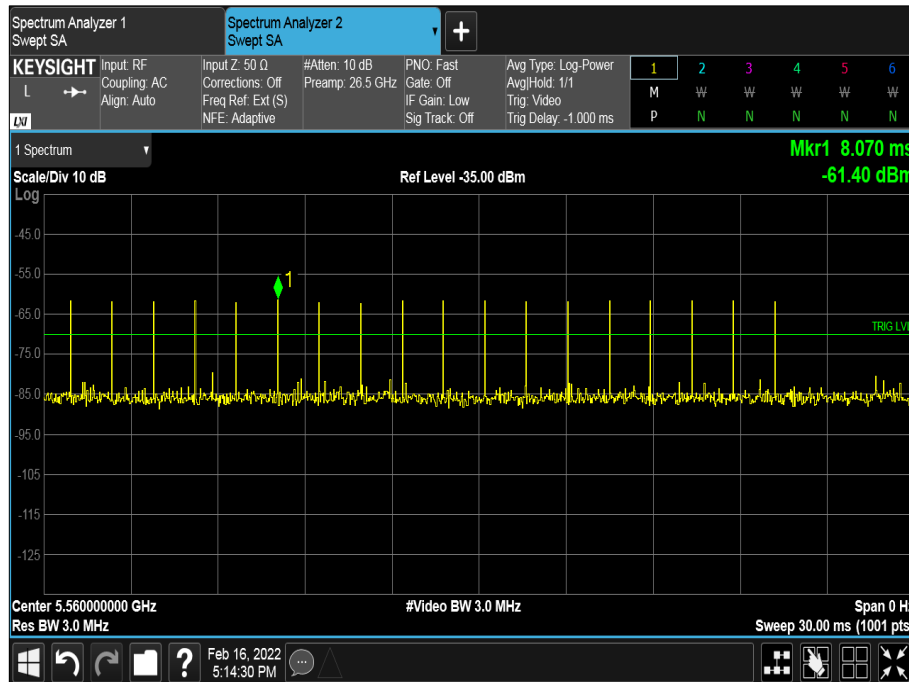 Spectrum Analyzer 1
Swept SA
Spectrum Analyzer 2
Swept SA
+
KEYSIGHT
L
LXI
Input: RF
Coupling: AC
Align: Auto
Input Z: 50 Ω
Corrections: Off
Freq Ref: Ext (S)
NFE: Adaptive
#Atten: 10 dB
Preamp: 26.5 GHz
PNO: Fast
Gate: Off
IF Gain: Low
Sig Track: Off
Avg Type: Log-Power
Avg|Hold: 1/1
Trig: Video
Trig Delay: -1.000 ms
1 2 3 4 5 6
M W W W W W
P N N N N N
1 Spectrum
Mkr1 8.070 ms
-61.40 dBm
Scale/Div 10 dB
Ref Level -35.00 dBm
Log
-45.0
-55.0
1
-65.0
TRIG LVL
-75.0
-85.0
-95.0
-105
-115
-125
Center 5.560000000 GHz
#Video BW 3.0 MHz
Span 0 H
Res BW 3.0 MHz
Sweep 30.00 ms (1001 pts
?
Feb 16, 2022
5:14:30 PM